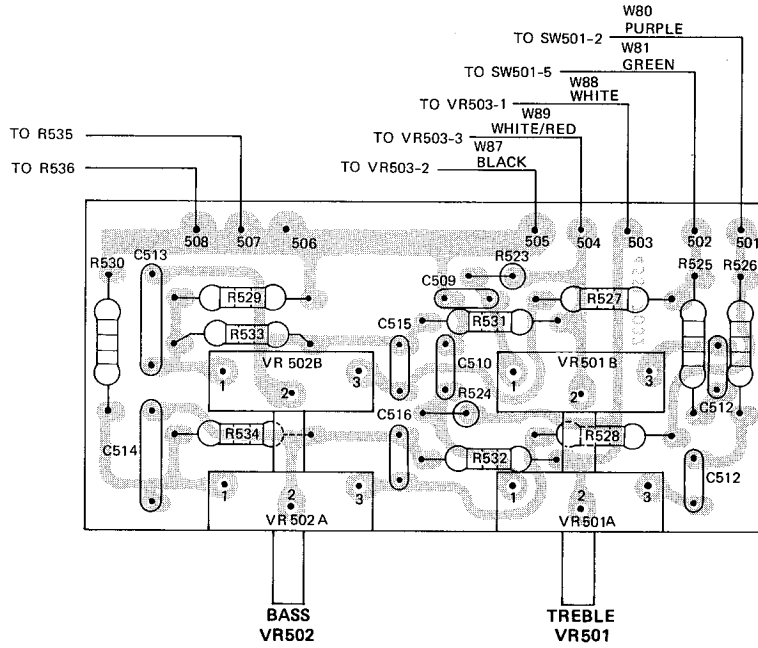 W80
PURPLE
TO SW501-2
W81
GREEN
TO SW501-5
W88
WHITE
TO VR503-1
W89
WHITE/RED
TO R535
TO VR503-3
W87
BLACK
TO R536
TO VR503-2
508
507
506
505
504
503
502
501
R530
C513
R523
R525
R526
C509
R529
R527
R531
R533
C515
VR 502B
C510
VR501B
1
2
3
1
2
3
R524
C512
C516
R534
R528
C514
R532
C512
1
2
3
1
2
3
VR 502A
VR501A
BASS
VR502
TREBLE
VR501